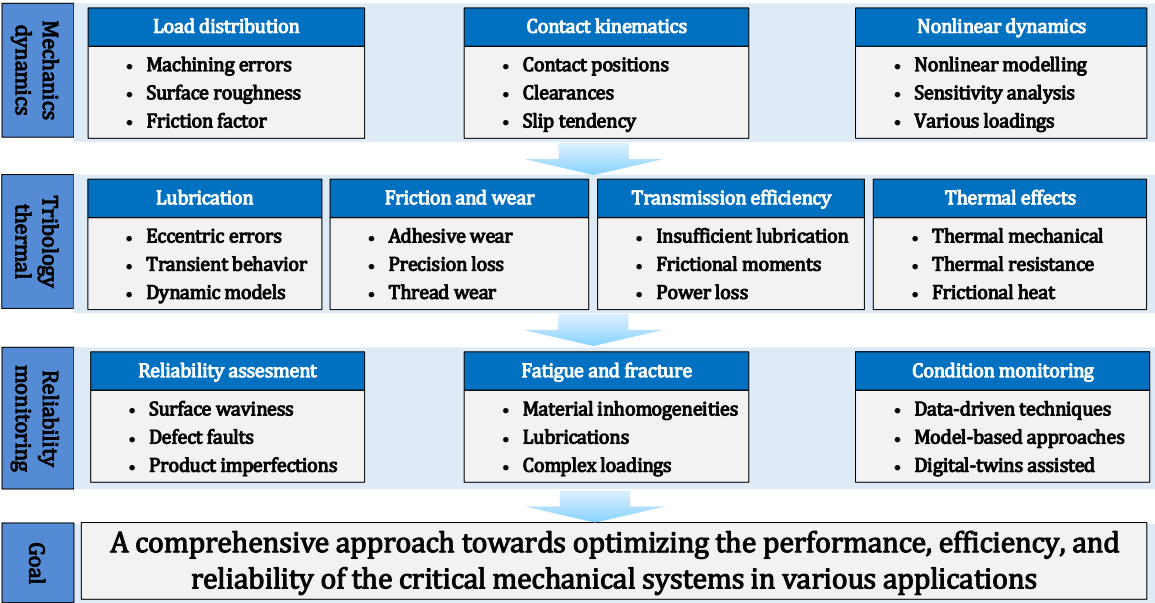 Mechanics
dynamics
Load distribution
• Machining errors
• Surface roughness
• Friction factor
Contact kinematics
• Contact positions
• Clearances
• Slip tendency
Nonlinear dynamics
• Nonlinear modelling
• Sensitivity analysis
• Various loadings
Tribology
thermal
Lubrication
• Eccentric errors
• Transient behavior
• Dynamic models
Friction and wear
• Adhesive wear
• Precision loss
• Thread wear
Transmission efficiency
• Insufficient lubrication
• Frictional moments
• Power loss
Thermal effects
• Thermal mechanical
• Thermal resistance
• Frictional heat
Reliability
monitoring
Reliability assesment
• Surface waviness
• Defect faults
• Product imperfections
Fatigue and fracture
• Material inhomogeneities
• Lubrications
• Complex loadings
Condition monitoring
• Data-driven techniques
• Model-based approaches
• Digital-twins assisted
Goal
A comprehensive approach towards optimizing the performance, efficiency, and
reliability of the critical mechanical systems in various applications